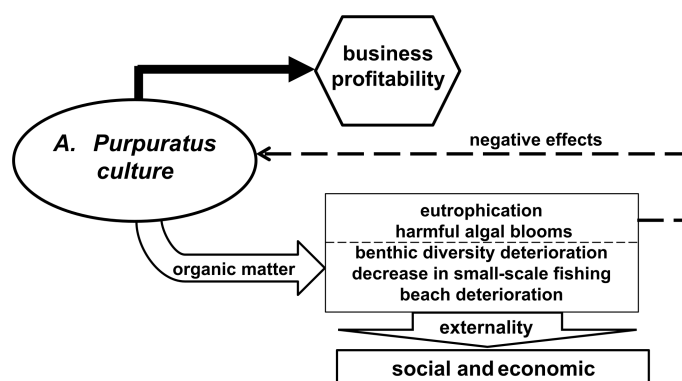 business
profitability
A. Purpuratus
culture
negative effects
eutrophication
harmful algal blooms
benthic diversity deterioration
decrease in small-scale fishing
beach deterioration
organic matter
externality
social and economic